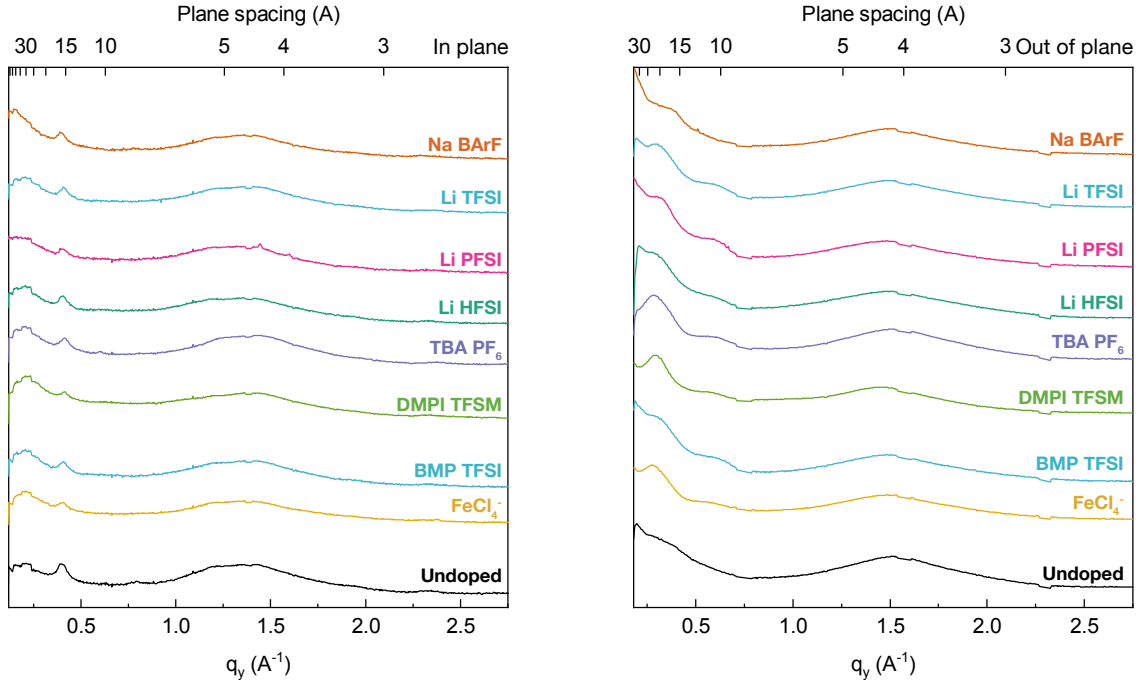 Plane spacing (A)
30 15 10 5 4 3 In plane
Na BArF
Li TFSI
Li PFSI
Li HFSI
TBA PF₆
DMPI TFSM
BMP TFSI
FeCl₄⁻
Undoped
0.5 1.0 1.5 2.0 2.5
q_y (A⁻¹)
Plane spacing (A)
30 15 10 5 4 3 Out of plane
Na BArF
Li TFSI
Li PFSI
Li HFSI
TBA PF₆
DMPI TFSM
BMP TFSI
FeCl₄⁻
Undoped
0.5 1.0 1.5 2.0 2.5
q_y (A⁻¹)